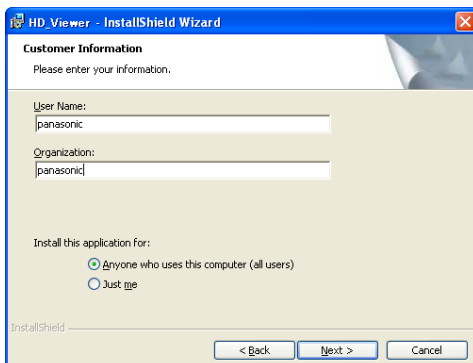 HD_Viewer - InstallShield Wizard
Customer Information
Please enter your information.
User Name:
panasonic
Organization:
panasonic
Install this application for:
Anyone who uses this computer (all users)
Just me
InstallShield
< Back Next > Cancel